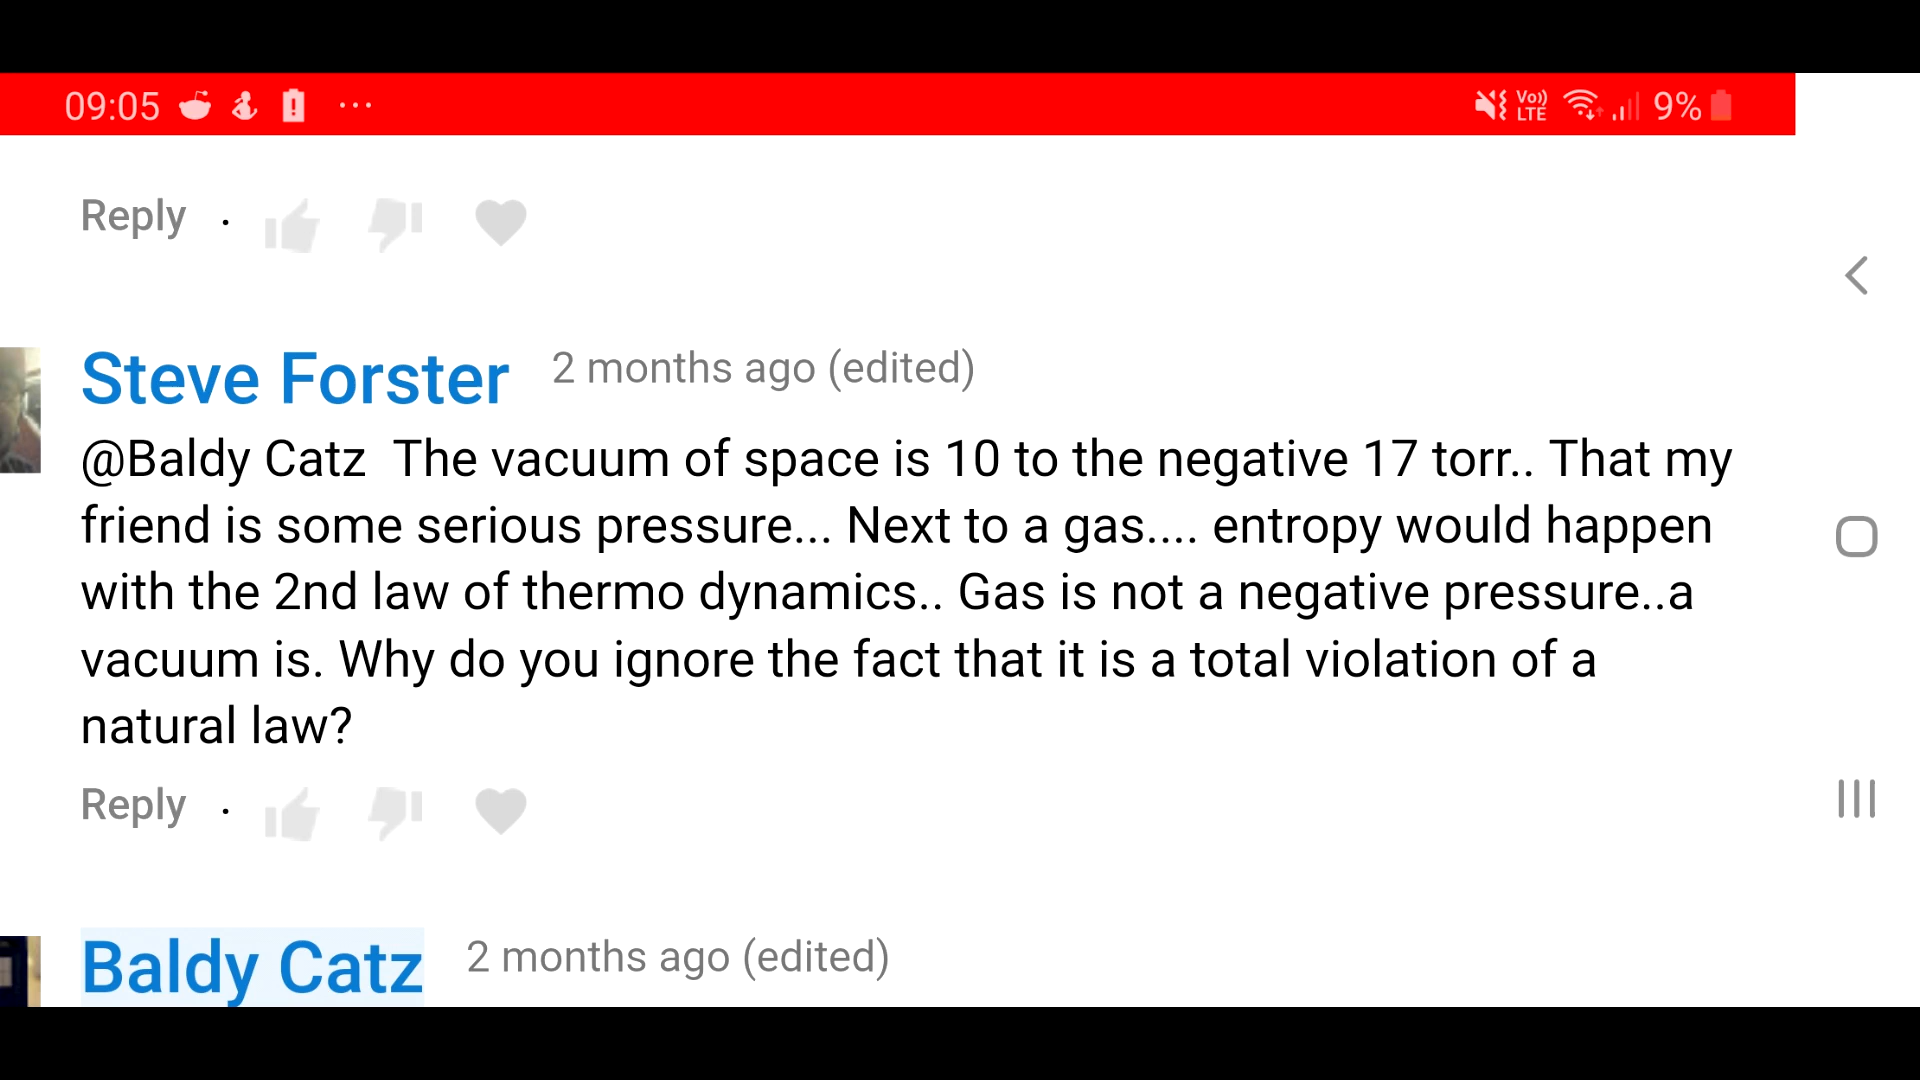 09:05 ... Vo)) LTE 9%
Reply .
Steve Forster 2 months ago (edited)
@Baldy Catz  The vacuum of space is 10 to the negative 17 torr.. That my
friend is some serious pressure... Next to a gas.... entropy would happen
with the 2nd law of thermo dynamics.. Gas is not a negative pressure..a
vacuum is. Why do you ignore the fact that it is a total violation of a
natural law?
Reply .
Baldy Catz 2 months ago (edited)